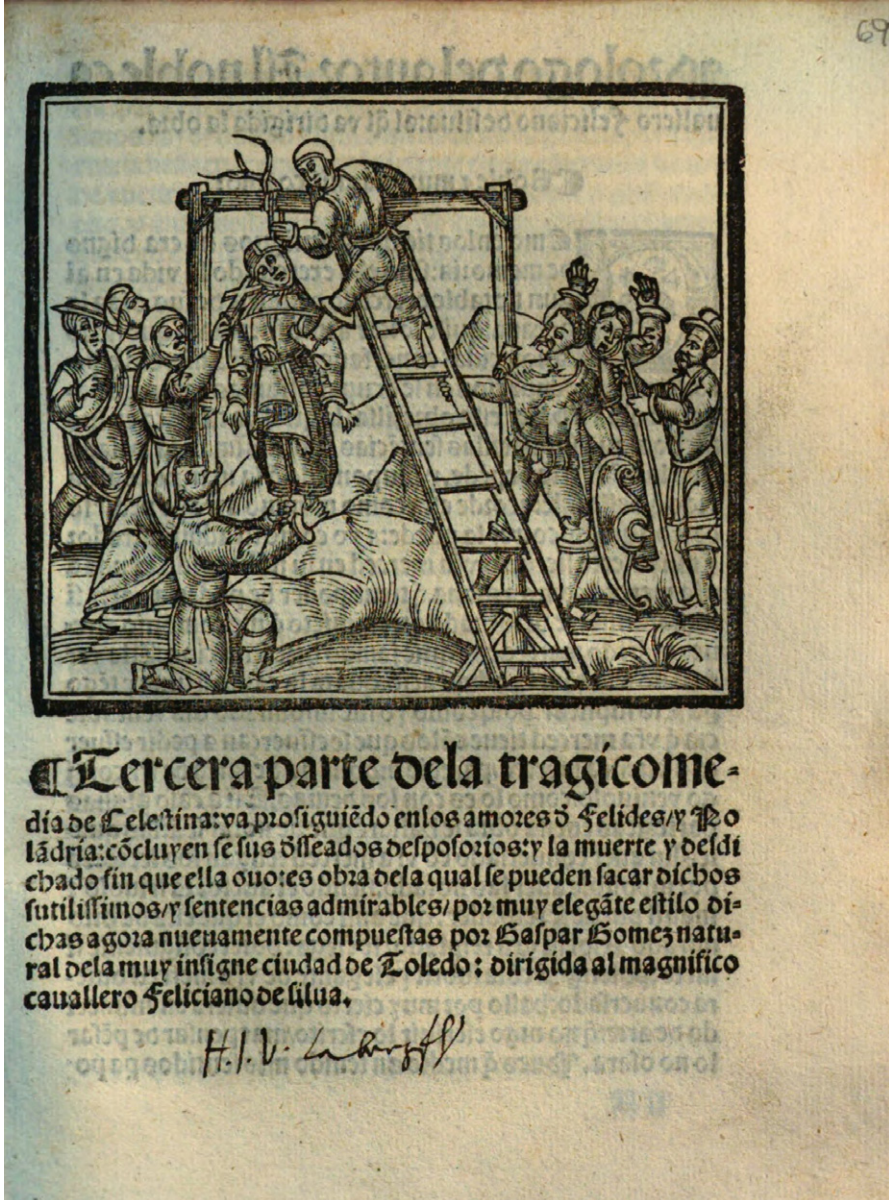 69
¶ Tercera parte dela tragicome-
dia de Celestina: va prosiguiẽdo enlos amores d̃ Felides/y Po
lãdria: cõcluyen se sus d̃sseados desposorios: y la muerte y desdi
chado fin que ella ouo: es obra dela qual se pueden sacar dichos
sutilissimos/y sentencias admirables/por muy elegãte estilo di-
chas agora nueuamente compuestas por Gaspar Gomez natu-
ral dela muy insigne ciudad de Toledo: dirigida al magnifico
cauallero Feliciano de silua.
H. J. V.